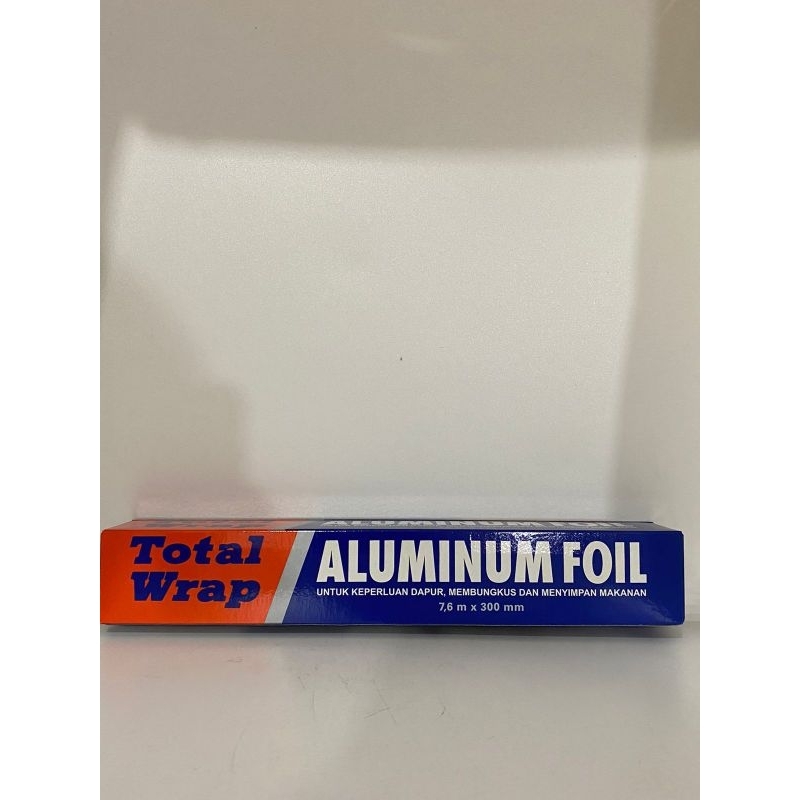 Total
Wrap
ALUMINUM FOIL
UNTUK KEPERLUAN DAPUR, MEMBUNGKUS DAN MENYIMPAN MAKANAN
7,6 m x 300 mm